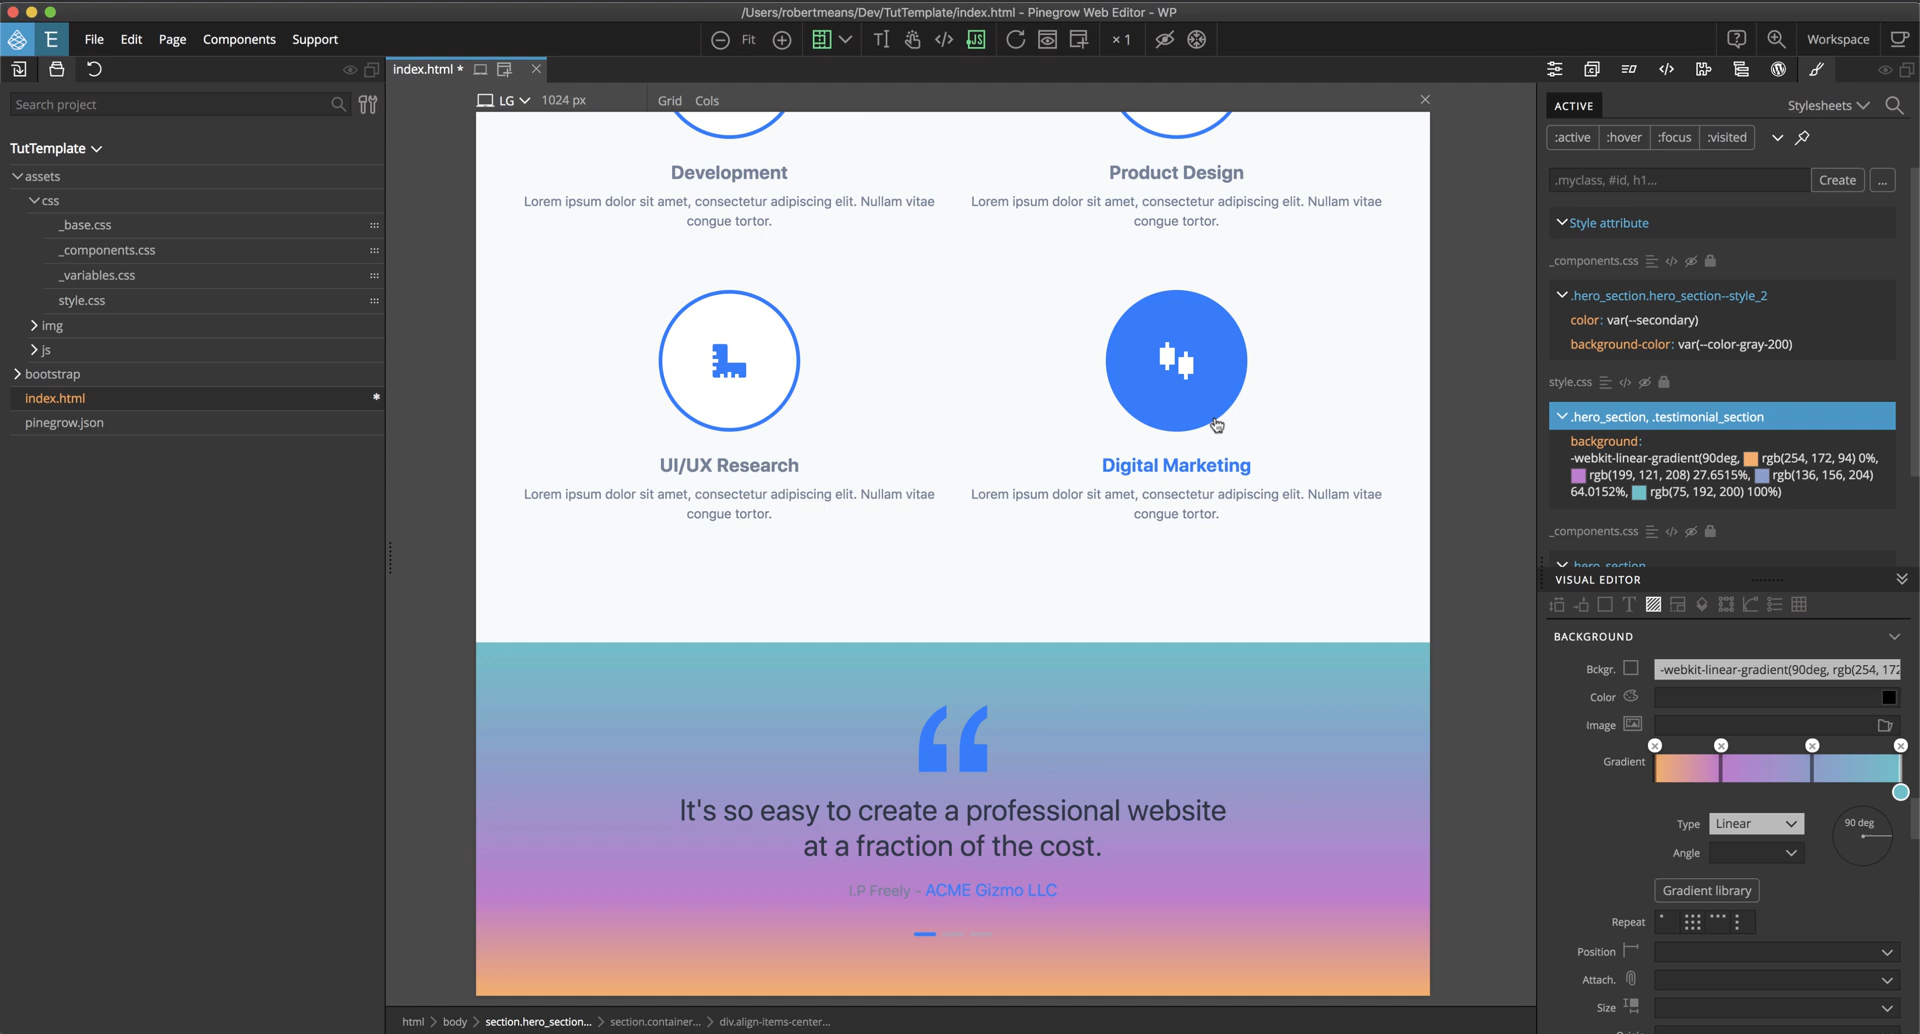 /Users/robertmeans/Dev/TutTemplate/index.html - Pinegrow Web Editor - WP
E File Edit Page Components Support
Fit
JS
× 1
Workspace
index.html *
Search project
LG 1024 px Grid Cols
TutTemplate
assets
css
_base.css
_components.css
_variables.css
style.css
img
js
bootstrap
index.html *
pinegrow.json
Development
Lorem ipsum dolor sit amet, consectetur adipiscing elit. Nullam vitae
congue tortor.
Product Design
Lorem ipsum dolor sit amet, consectetur adipiscing elit. Nullam vitae
congue tortor.
UI/UX Research
Lorem ipsum dolor sit amet, consectetur adipiscing elit. Nullam vitae
congue tortor.
Digital Marketing
Lorem ipsum dolor sit amet, consectetur adipiscing elit. Nullam vitae
congue tortor.
It's so easy to create a professional website
at a fraction of the cost.
I.P Freely - ACME Gizmo LLC
html body section.hero_section... section.container... div.align-items-center...
ACTIVE Stylesheets
:active :hover :focus :visited
.myclass, #id, h1... Create ...
Style attribute
_components.css
.hero_section.hero_section--style_2
color: var(--secondary)
background-color: var(--color-gray-200)
style.css
.hero_section, .testimonial_section
background:
-webkit-linear-gradient(90deg, rgb(254, 172, 94) 0%,
rgb(199, 121, 208) 27.6515%, rgb(136, 156, 204)
64.0152%, rgb(75, 192, 200) 100%)
_components.css
.hero_section
VISUAL EDITOR
BACKGROUND
Bckgr. -webkit-linear-gradient(90deg, rgb(254, 172
Color
Image
Gradient
Type Linear
90 deg
Angle
Gradient library
Repeat
Position
Attach.
Size